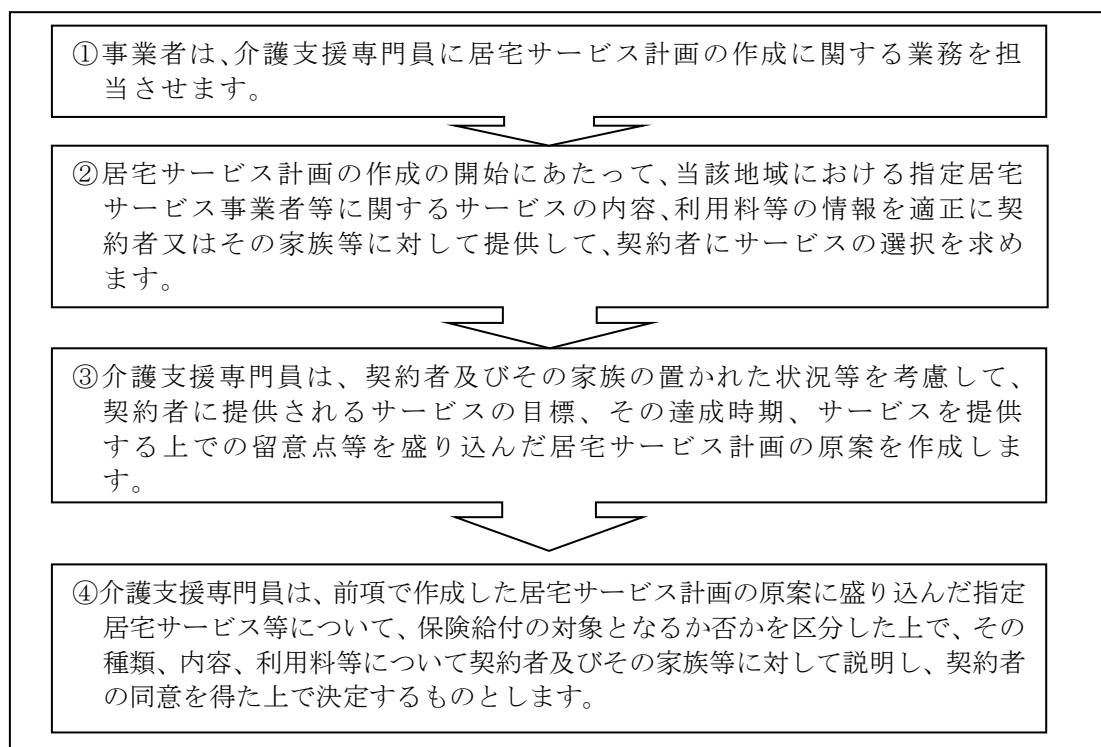 ①事業者は、介護支援専門員に居宅サービス計画の作成に関する業務を担
当させます。
②居宅サービス計画の作成の開始にあたって、当該地域における指定居宅
サービス事業者等に関するサービスの内容、利用料等の情報を適正に契
約者又はその家族等に対して提供して、契約者にサービスの選択を求め
ます。
③介護支援専門員は、契約者及びその家族の置かれた状況等を考慮して、
契約者に提供されるサービスの目標、その達成時期、サービスを提供
する上での留意点等を盛り込んだ居宅サービス計画の原案を作成しま
す。
④介護支援専門員は、前項で作成した居宅サービス計画の原案に盛り込んだ指定
居宅サービス等について、保険給付の対象となるか否かを区分した上で、その
種類、内容、利用料等について契約者及びその家族等に対して説明し、契約者
の同意を得た上で決定するものとします。